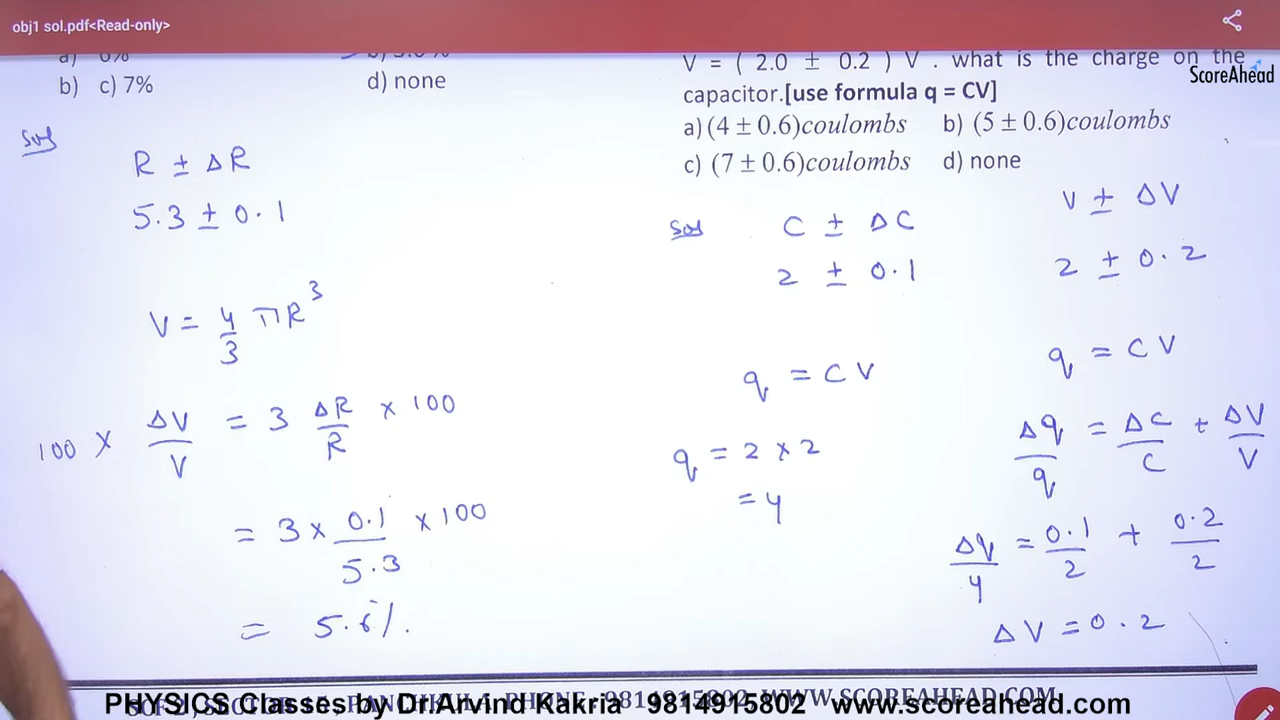 obj1 sol.pdf<Read-only>
ScoreAhead
b) c) 7%
d) none
Sol
R ± ΔR
5.3 ± 0.1
V = 4/3 πR³
100 × ΔV/V = 3 ΔR/R × 100
= 3 × 0.1/5.3 × 100
= 5.6%.
V = ( 2.0 ± 0.2 ) V . what is the charge on the
capacitor.[use formula q = CV]
a) (4 ± 0.6)coulombs b) (5 ± 0.6)coulombs
c) (7 ± 0.6)coulombs d) none
Sol
C ± ΔC
2 ± 0.1
q = CV
q = 2 × 2
= 4
V ± ΔV
2 ± 0.2
q = CV
Δq/q = ΔC/C + ΔV/V
Δq/4 = 0.1/2 + 0.2/2
ΔV = 0.2
PHYSICS Classes by Dr.Arvind Kakria 9814915802 www.scoreahead.com